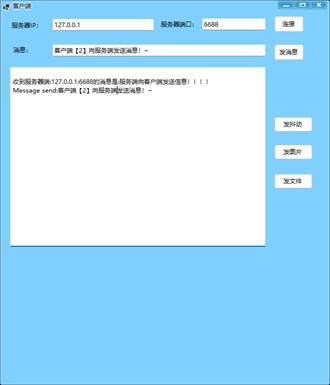 客户端
服务器IP： 127.0.0.1 服务器端口： 6688 连接
消息： 客户端【2】向服务端发送消息！~ 发消息
收到服务器端:127.0.0.1:6688的消息是:服务端向客户端发送信息！！！！
Message send:客户端【2】向服务端发送消息！~
发抖动
发图片
发文件